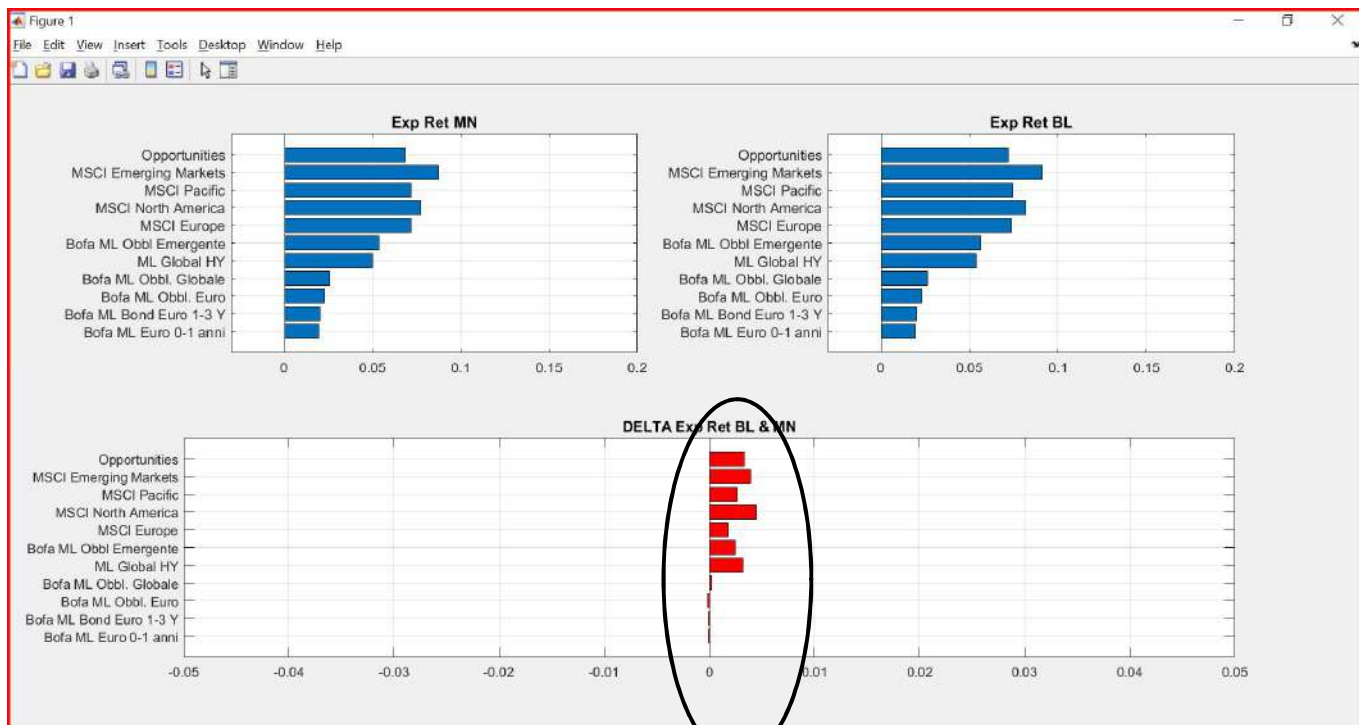 Figure 1
File Edit View Insert Tools Desktop Window Help
Exp Ret MN
Opportunities
MSCI Emerging Markets
MSCI Pacific
MSCI North America
MSCI Europe
Bofa ML Obbl Emergente
ML Global HY
Bofa ML Obbl. Globale
Bofa ML Obbl. Euro
Bofa ML Bond Euro 1-3 Y
Bofa ML Euro 0-1 anni
0 0.05 0.1 0.15 0.2
Exp Ret BL
Opportunities
MSCI Emerging Markets
MSCI Pacific
MSCI North America
MSCI Europe
Bofa ML Obbl Emergente
ML Global HY
Bofa ML Obbl. Globale
Bofa ML Obbl. Euro
Bofa ML Bond Euro 1-3 Y
Bofa ML Euro 0-1 anni
0 0.05 0.1 0.15 0.2
DELTA Exp Ret BL & MN
Opportunities
MSCI Emerging Markets
MSCI Pacific
MSCI North America
MSCI Europe
Bofa ML Obbl Emergente
ML Global HY
Bofa ML Obbl. Globale
Bofa ML Obbl. Euro
Bofa ML Bond Euro 1-3 Y
Bofa ML Euro 0-1 anni
-0.05 -0.04 -0.03 -0.02 -0.01 0 0.01 0.02 0.03 0.04 0.05